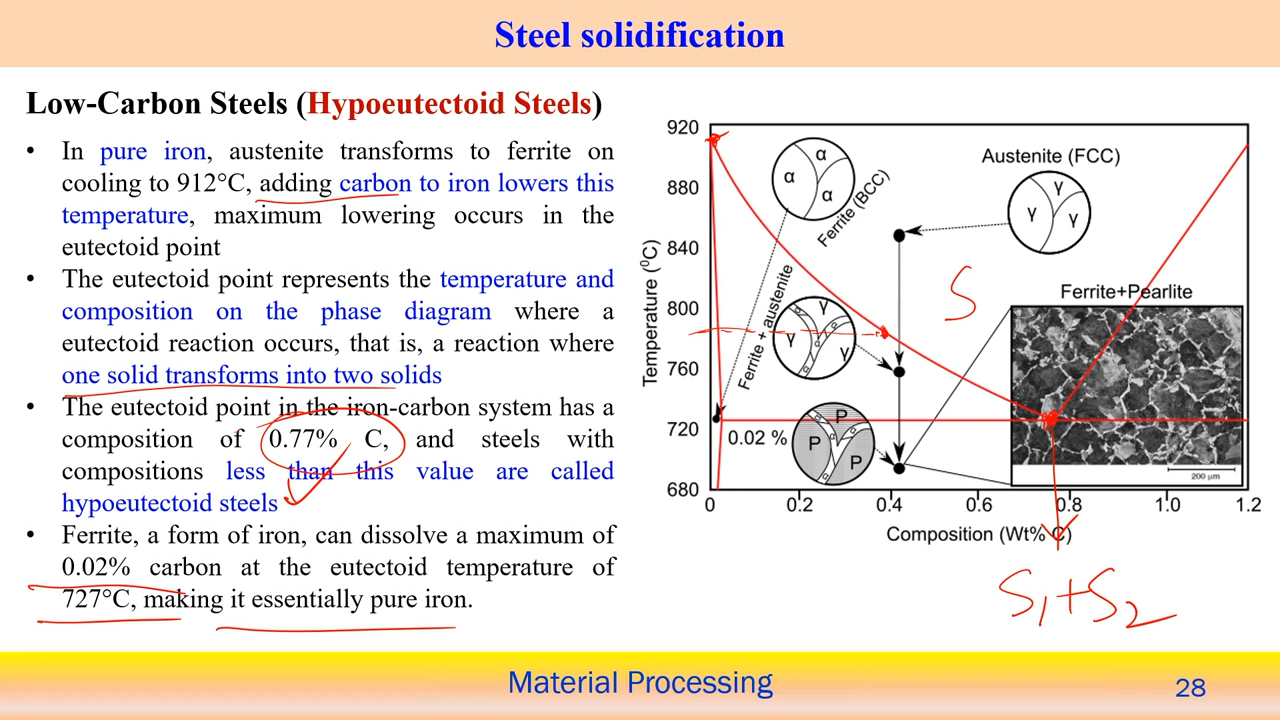 Steel solidification
Low-Carbon Steels (Hypoeutectoid Steels)
• In pure iron, austenite transforms to ferrite on
cooling to 912°C, adding carbon to iron lowers this
temperature, maximum lowering occurs in the
eutectoid point
• The eutectoid point represents the temperature and
composition on the phase diagram where a
eutectoid reaction occurs, that is, a reaction where
one solid transforms into two solids
• The eutectoid point in the iron-carbon system has a
composition of 0.77% C, and steels with
compositions less than this value are called
hypoeutectoid steels
• Ferrite, a form of iron, can dissolve a maximum of
0.02% carbon at the eutectoid temperature of
727°C, making it essentially pure iron.
920
880
840
800
760
720
680
Temperature (⁰C)
0 0.2 0.4 0.6 0.8 1.0 1.2
Composition (Wt% C)
α
α
α
Ferrite (BCC)
Austenite (FCC)
γ
γ
γ
S
Ferrite + austenite
γ
γ
γ
α
α
α
Ferrite+Pearlite
0.02 %
P
P
P
α
α
α
200 µm
S1+S2
Material Processing
28